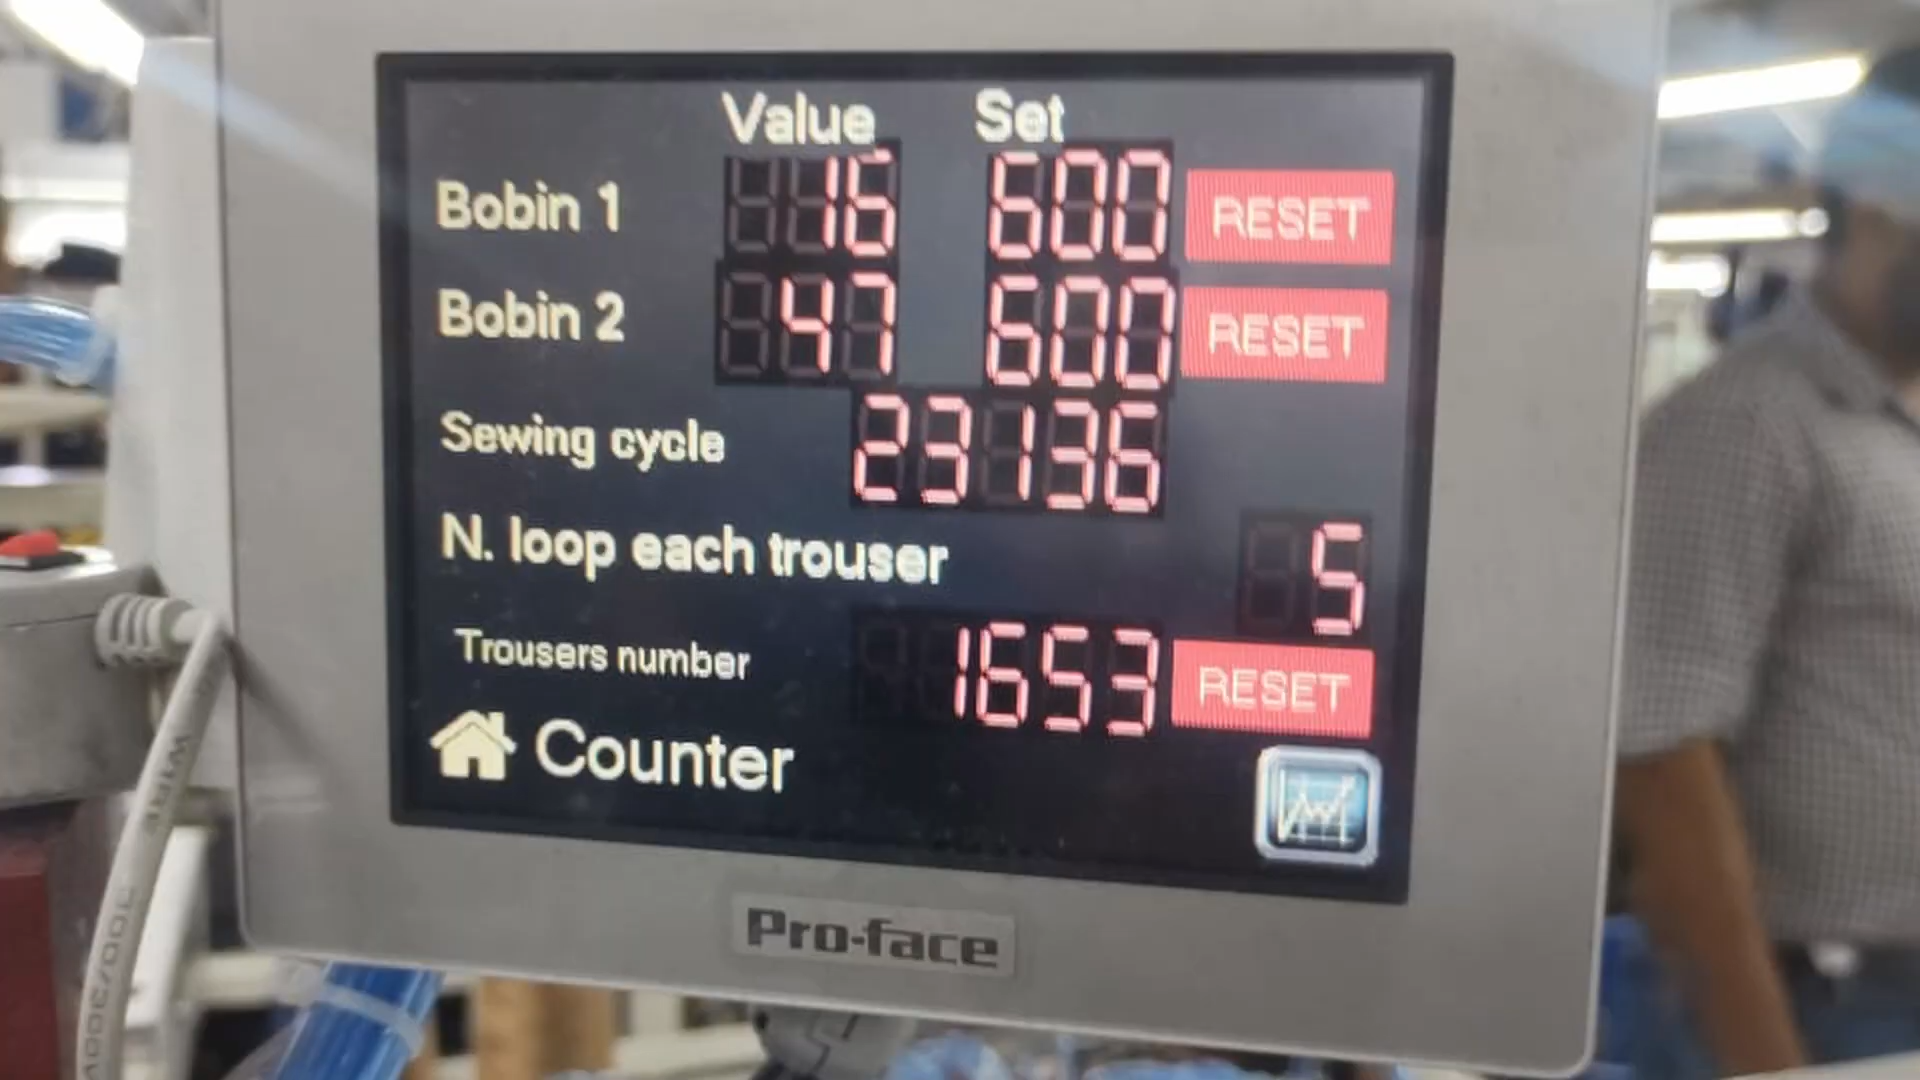 Value Set
Bobin 1 16 600 RESET
Bobin 2 47 600 RESET
Sewing cycle 23136
N. loop each trouser 5
Trousers number 1653 RESET
Counter
Pro-face